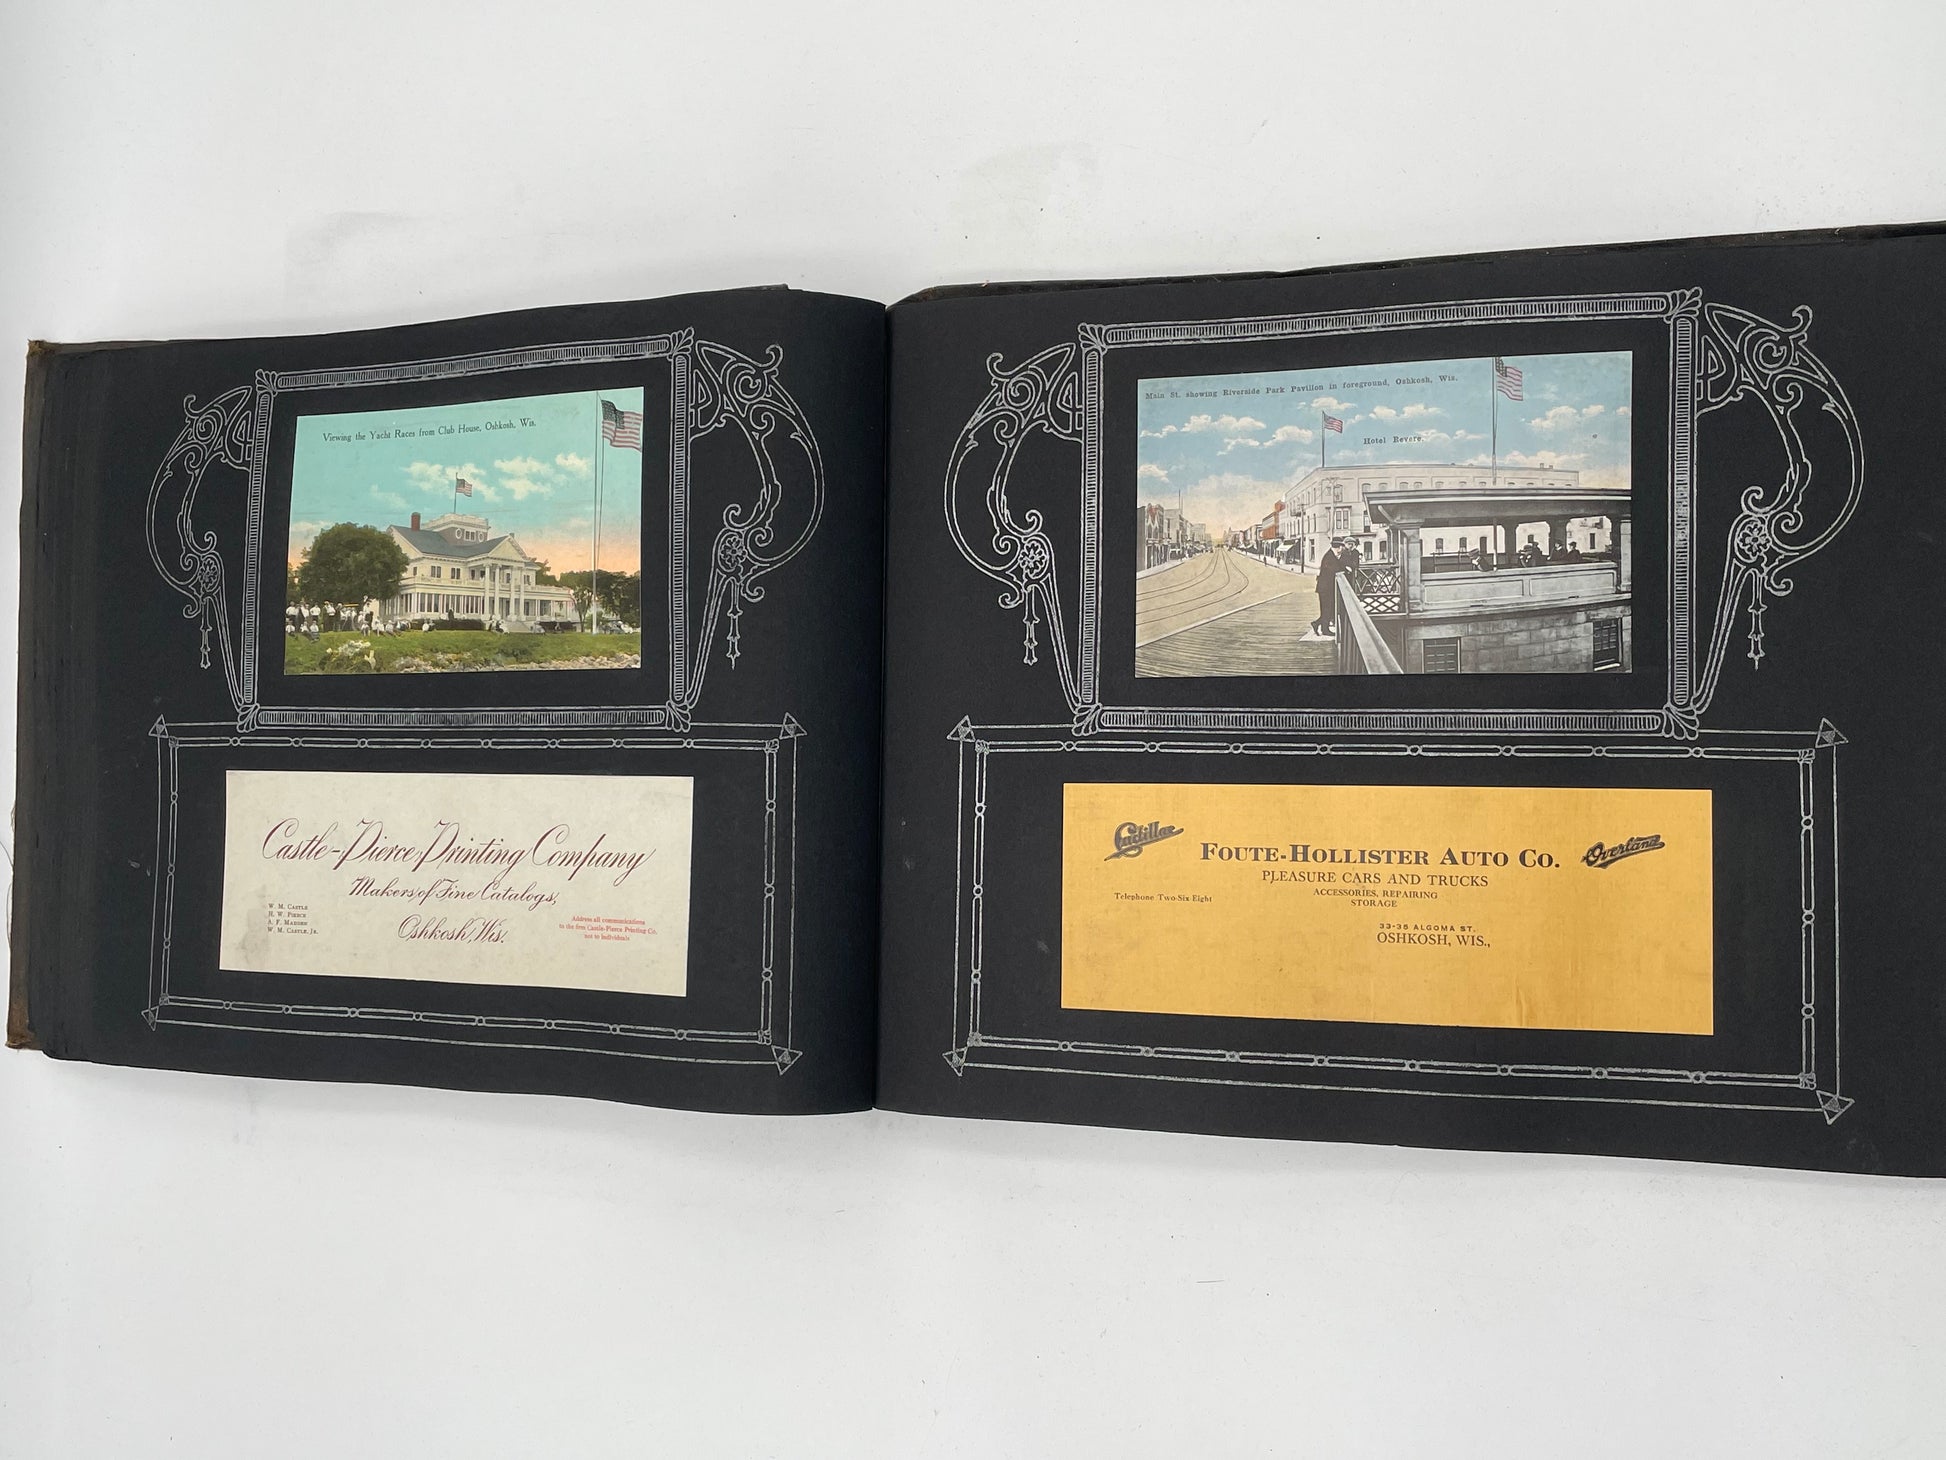 Viewing the Yacht Races from Club House, Oshkosh, Wis.
Castle-Pierce Printing Company
Makers of Fine Catalogs,
Oshkosh, Wis.
W. M. Castle
H. W. Pierce
A. F. Madsen
W. M. Castle, Jr.
Address all communications
to the firm Castle-Pierce Printing Co.
not to individuals
Main St. showing Riverside Park Pavilion in foreground, Oshkosh, Wis.
Hotel Revere.
Cadillac
Foute-Hollister Auto Co.
Overland
PLEASURE CARS AND TRUCKS
ACCESSORIES, REPAIRING
STORAGE
Telephone Two-Six Eight
33-35 ALGOMA ST.
OSHKOSH, WIS.,